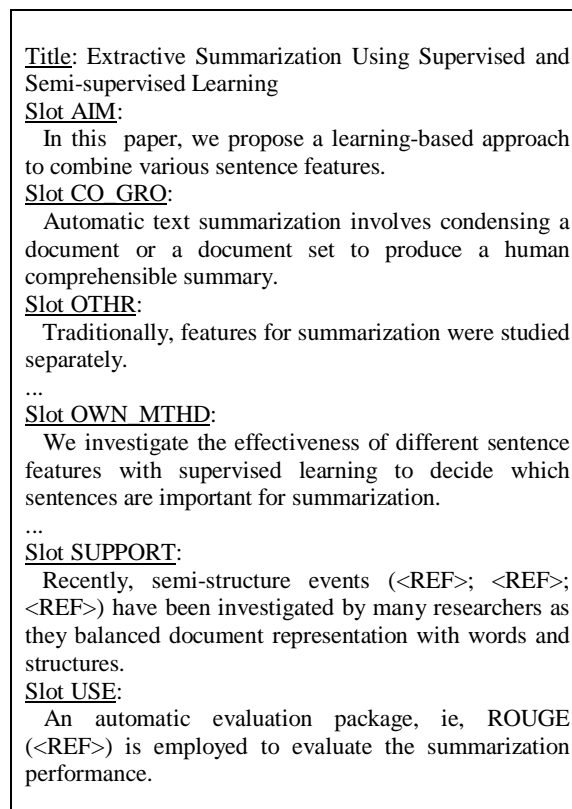 Title: Extractive Summarization Using Supervised and
Semi-supervised Learning
Slot AIM:
In this paper, we propose a learning-based approach
to combine various sentence features.
Slot CO_GRO:
Automatic text summarization involves condensing a
document or a document set to produce a human
comprehensible summary.
Slot OTHR:
Traditionally, features for summarization were studied
separately.
...
Slot OWN_MTHD:
We investigate the effectiveness of different sentence
features with supervised learning to decide which
sentences are important for summarization.
...
Slot SUPPORT:
Recently, semi-structure events (<REF>; <REF>;
<REF>) have been investigated by many researchers as
they balanced document representation with words and
structures.
Slot USE:
An automatic evaluation package, ie, ROUGE
(<REF>) is employed to evaluate the summarization
performance.